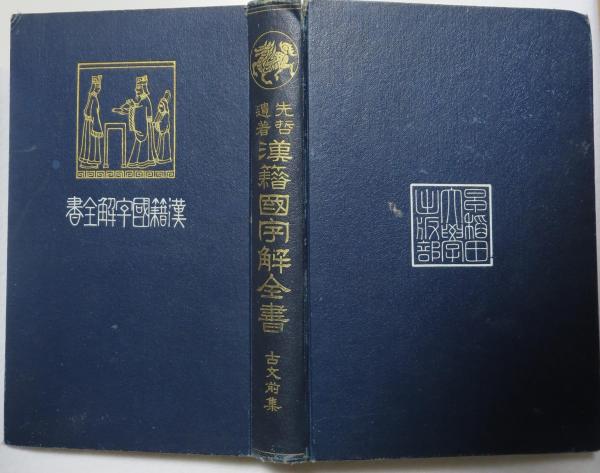 漢籍國字解全書
先哲
遺著
漢籍國字解全書
古文前集
早稲田
大學
出版部